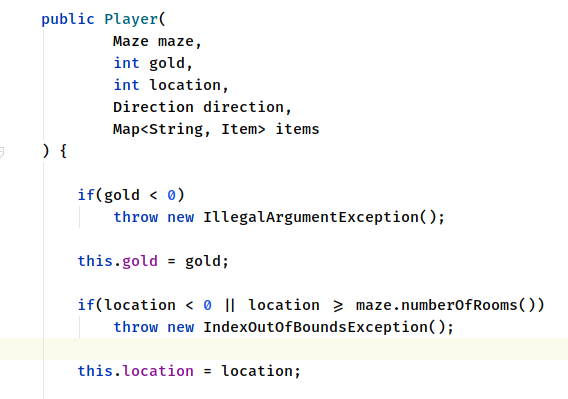 public Player(
Maze maze,
int gold,
int location,
Direction direction,
Map<String, Item> items
) {
if(gold < 0)
throw new IllegalArgumentException();
this.gold = gold;
if(location < 0 || location >= maze.numberOfRooms())
throw new IndexOutOfBoundsException();
this.location = location;